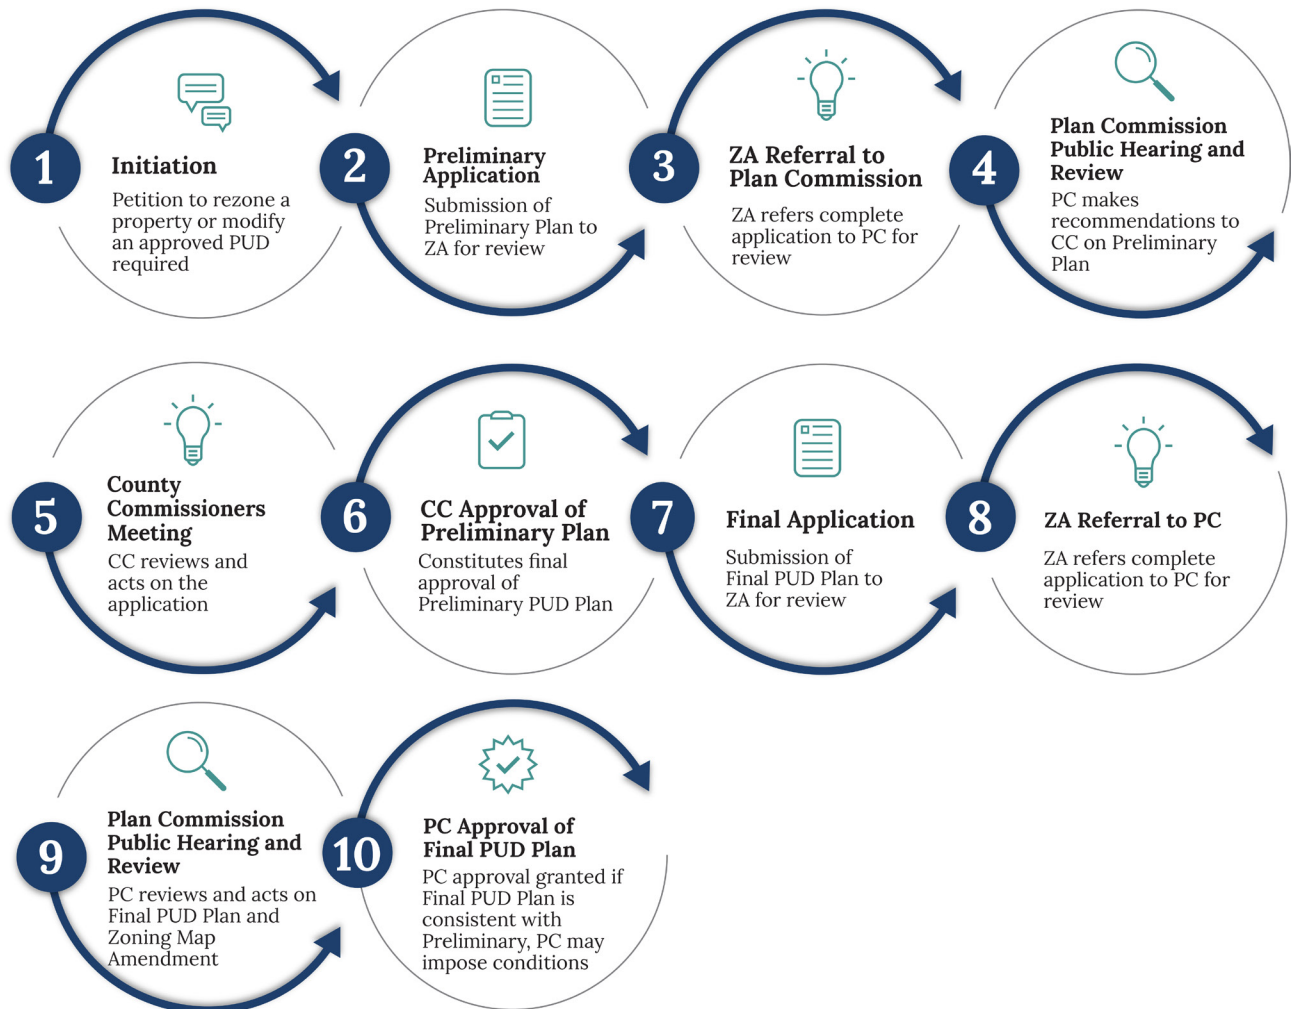 1
Initiation
Petition to rezone a
property or modify
an approved PUD
required
2
Preliminary
Application
Submission of
Preliminary Plan to
ZA for review
3
ZA Referral to
Plan Commission
ZA refers complete
application to PC for
review
4
Plan Commission
Public Hearing and
Review
PC makes
recommendations to
CC on Preliminary
Plan
5
County
Commissioners
Meeting
CC reviews and
acts on the
application
6
CC Approval of
Preliminary Plan
Constitutes final
approval of
Preliminary PUD Plan
7
Final Application
Submission of
Final PUD Plan to
ZA for review
8
ZA Referral to PC
ZA refers complete
application to PC for
review
9
Plan Commission
Public Hearing and
Review
PC reviews and acts on
Final PUD Plan and
Zoning Map
Amendment
10
PC Approval of
Final PUD Plan
PC approval granted if
Final PUD Plan is
consistent with
Preliminary, PC may
impose conditions